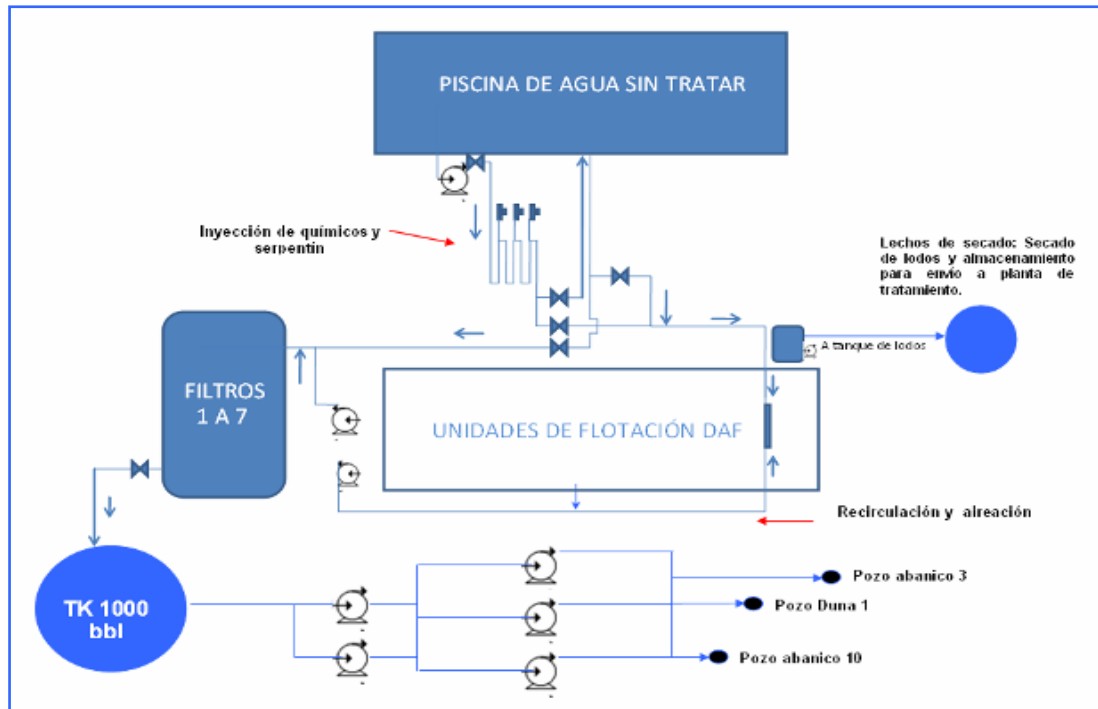 PISCINA DE AGUA SIN TRATAR
Inyección de químicos y
serpentín
Lechos de secado: Secado
de lodos y almacenamiento
para envío a planta de
tratamiento.
A tanque de lodos
FILTROS
1 A 7
UNIDADES DE FLOTACIÓN DAF
Recirculación y aireación
TK 1000
bbl
Pozo abanico 3
Pozo Duna 1
Pozo abanico 10